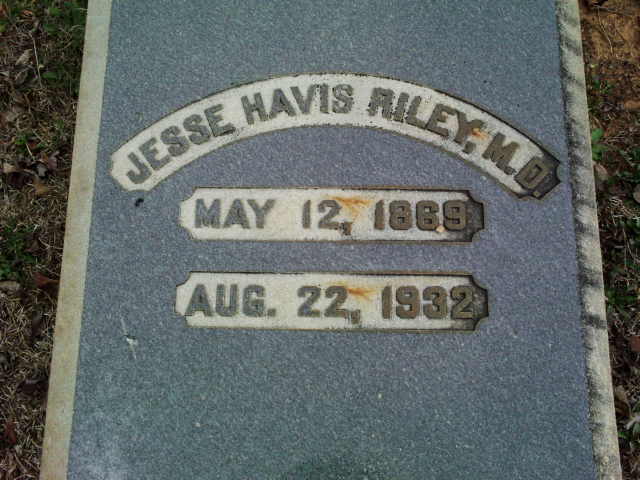 JESSE HAVIS RILEY, M.D.
MAY 12, 1869
AUG. 22, 1932